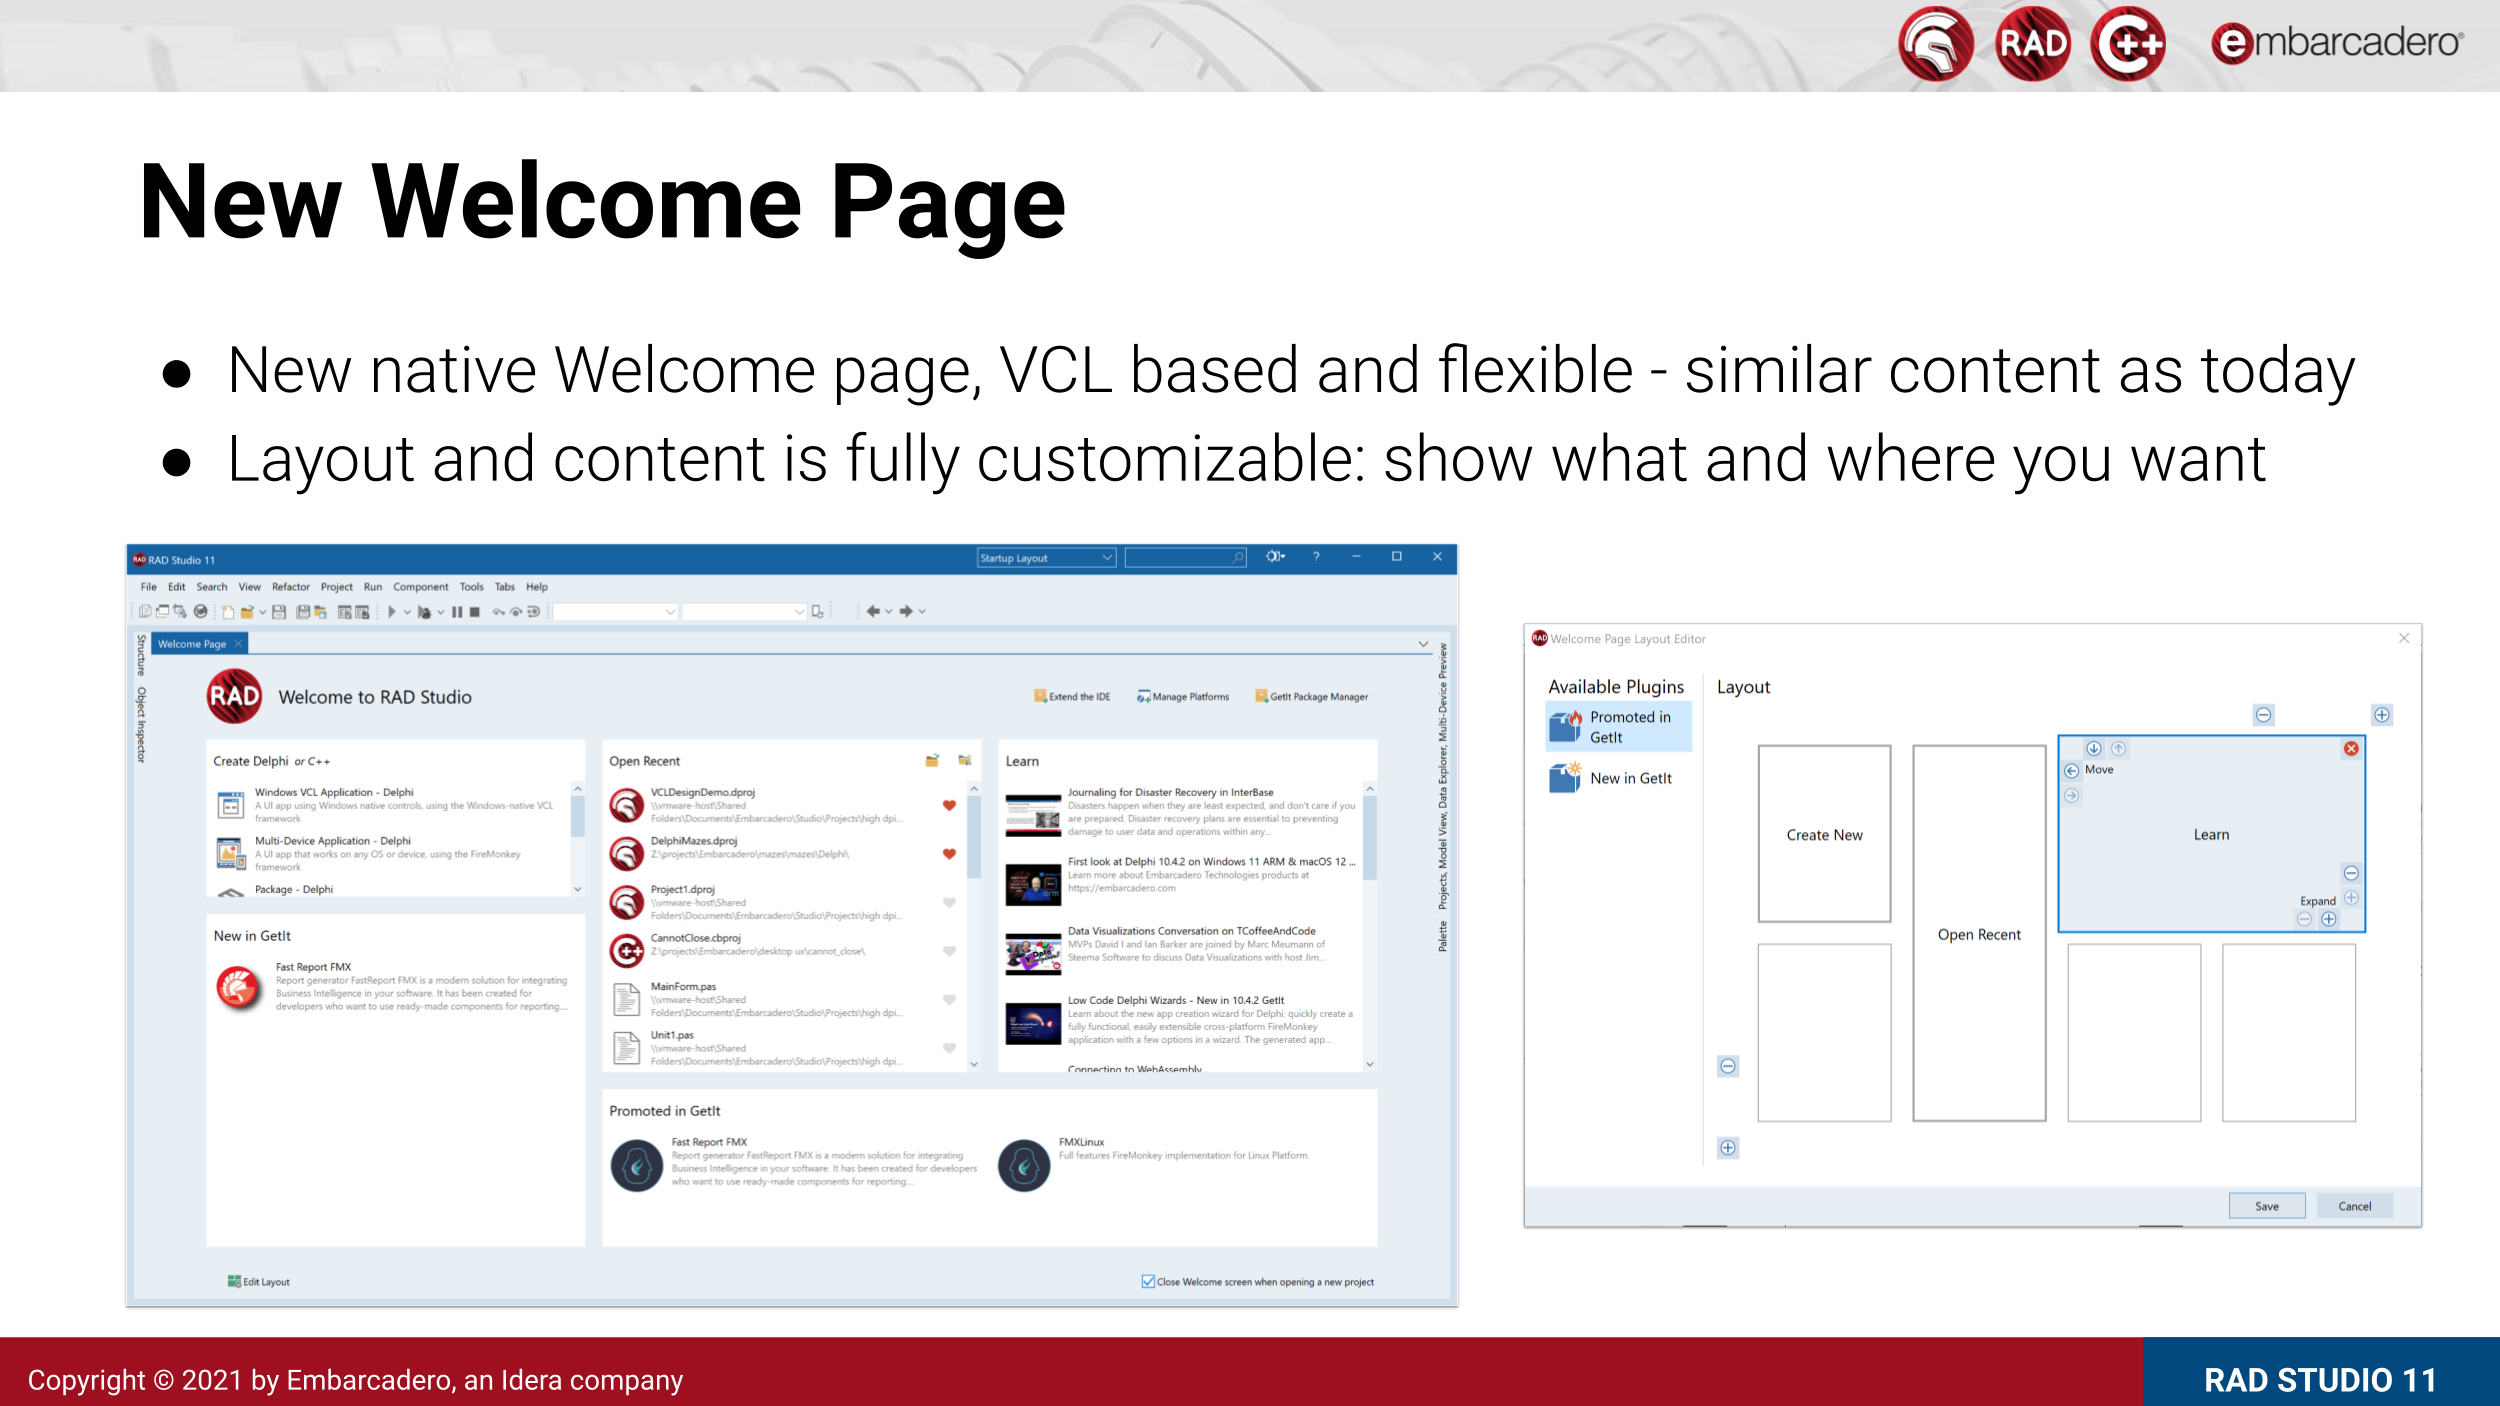 RAD
C++
embarcadero
New Welcome Page
● New native Welcome page, VCL based and flexible - similar content as today
● Layout and content is fully customizable: show what and where you want
RAD RAD Studio 11
Startup Layout
?
File Edit Search View Refactor Project Run Component Tools Tabs Help
Structure
Object Inspector
Welcome Page
RAD
Welcome to RAD Studio
Extend the IDE
Manage Platforms
GetIt Package Manager
Create Delphi or C++
Windows VCL Application - Delphi
A UI app using Windows native controls, using the Windows-native VCL
framework
Multi-Device Application - Delphi
A UI app that works on any OS or device, using the FireMonkey
framework
Package - Delphi
New in GetIt
Fast Report FMX
Report generator FastReport FMX is a modern solution for integrating
Business Intelligence in your software. It has been created for
developers who want to use ready-made components for reporting...
Open Recent
VCLDesignDemo.dproj
\\vmware-host\Shared
Folders\Documents\Embarcadero\Studio\Projects\high dpi...
DelphiMazes.dproj
Z:\projects\Embarcadero\mazes\mazes\Delphi\
Project1.dproj
\\vmware-host\Shared
Folders\Documents\Embarcadero\Studio\Projects\high dpi...
CannotClose.cbproj
Z:\projects\Embarcadero\desktop ux\cannot_close\
MainForm.pas
\\vmware-host\Shared
Folders\Documents\Embarcadero\Studio\Projects\high dpi...
Unit1.pas
\\vmware-host\Shared
Folders\Documents\Embarcadero\Studio\Projects\high dpi...
Learn
Journaling for Disaster Recovery in InterBase
Disasters happen when they are least expected, and don't care if you
are prepared. Disaster recovery plans are essential to preventing
damage to user data and operations within any...
First look at Delphi 10.4.2 on Windows 11 ARM & macOS 12 ...
Learn more about Embarcadero Technologies products at
https://embarcadero.com
Data Visualizations Conversation on TCoffeeAndCode
MVPs David I and Ian Barker are joined by Marc Meumann of
Steema Software to discuss Data Visualizations with host Jim...
Low Code Delphi Wizards - New in 10.4.2 GetIt
Learn about the new app creation wizard for Delphi: quickly create a
fully functional, easily extensible cross-platform FireMonkey
application with a few options in a wizard. The generated app...
Connecting to WebAssembly
Promoted in GetIt
Fast Report FMX
Report generator FastReport FMX is a modern solution for integrating
Business Intelligence in your software. It has been created for developers
who want to use ready-made components for reporting...
FMXLinux
Full features FireMonkey implementation for Linux Platform.
Edit Layout
Close Welcome screen when opening a new project
Projects, Model View, Data Explorer, Multi-Device Preview
Palette
RAD Welcome Page Layout Editor
Available Plugins
Promoted in
GetIt
New in GetIt
Layout
Create New
Open Recent
Move
Learn
Expand
Save
Cancel
Copyright © 2021 by Embarcadero, an Idera company
RAD STUDIO 11